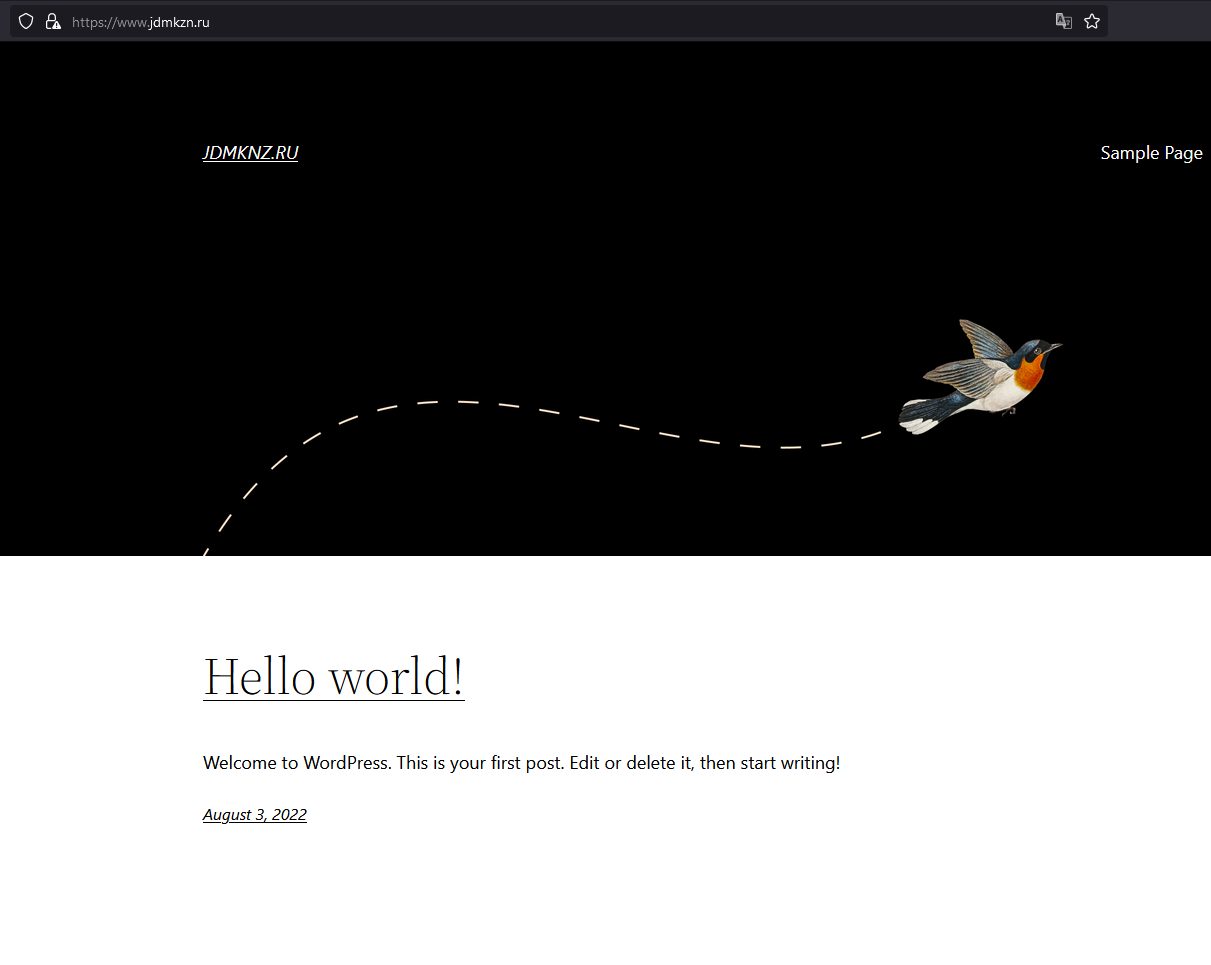 https://www.jdmkzn.ru
JDMKNZ.RU
Sample Page
Hello world!
Welcome to WordPress. This is your first post. Edit or delete it, then start writing!
August 3, 2022